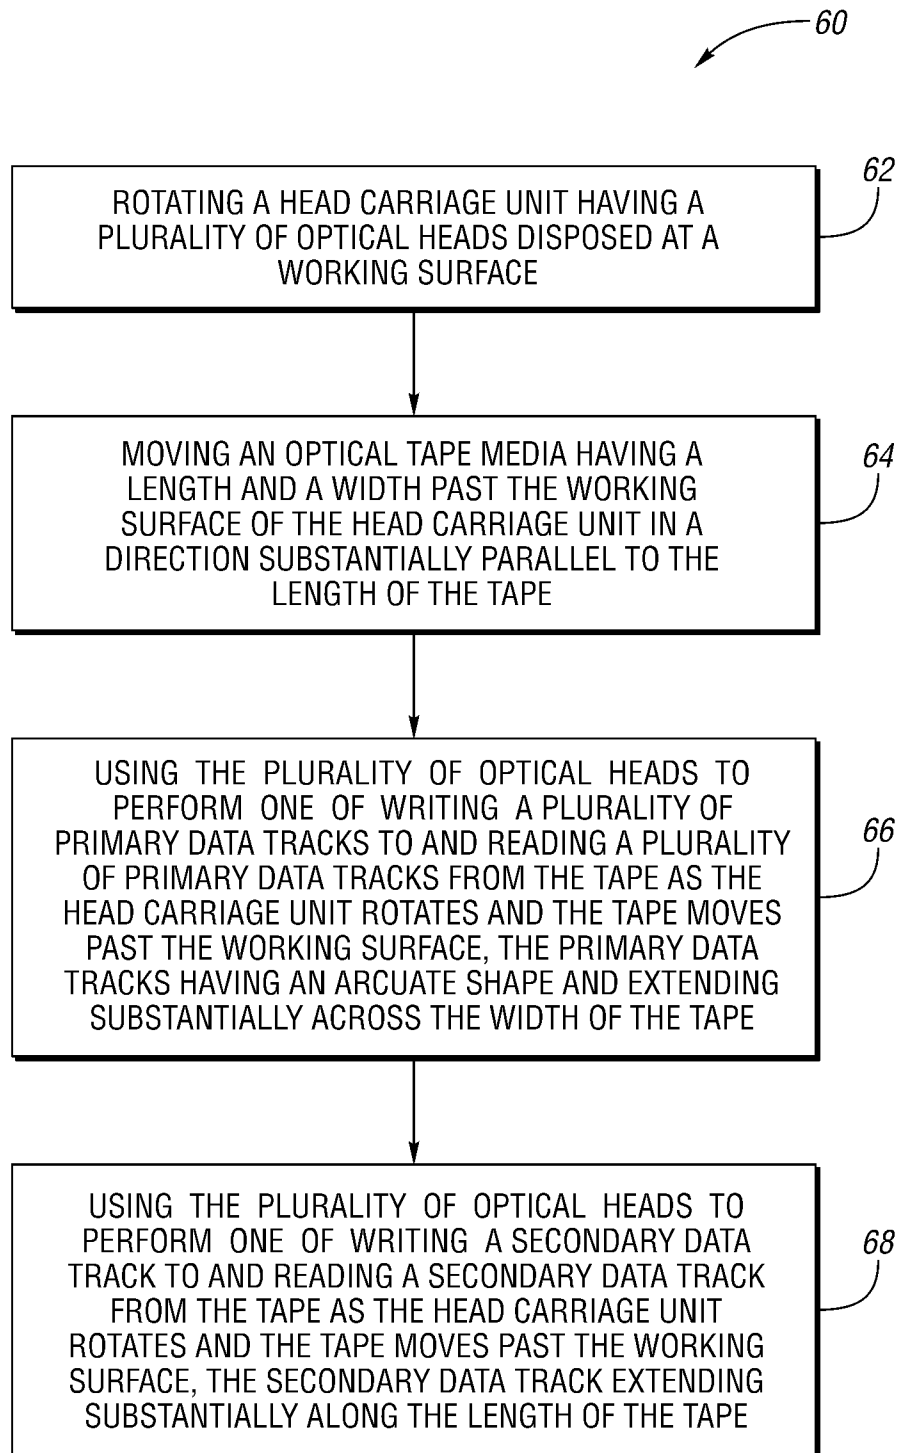 60
62
ROTATING A HEAD CARRIAGE UNIT HAVING A
PLURALITY OF OPTICAL HEADS DISPOSED AT A
WORKING SURFACE
64
MOVING AN OPTICAL TAPE MEDIA HAVING A
LENGTH AND A WIDTH PAST THE WORKING
SURFACE OF THE HEAD CARRIAGE UNIT IN A
DIRECTION SUBSTANTIALLY PARALLEL TO THE
LENGTH OF THE TAPE
66
USING THE PLURALITY OF OPTICAL HEADS TO
PERFORM ONE OF WRITING A PLURALITY OF
PRIMARY DATA TRACKS TO AND READING A PLURALITY
OF PRIMARY DATA TRACKS FROM THE TAPE AS THE
HEAD CARRIAGE UNIT ROTATES AND THE TAPE MOVES
PAST THE WORKING SURFACE, THE PRIMARY DATA
TRACKS HAVING AN ARCUATE SHAPE AND EXTENDING
SUBSTANTIALLY ACROSS THE WIDTH OF THE TAPE
68
USING THE PLURALITY OF OPTICAL HEADS TO
PERFORM ONE OF WRITING A SECONDARY DATA
TRACK TO AND READING A SECONDARY DATA TRACK
FROM THE TAPE AS THE HEAD CARRIAGE UNIT
ROTATES AND THE TAPE MOVES PAST THE WORKING
SURFACE, THE SECONDARY DATA TRACK EXTENDING
SUBSTANTIALLY ALONG THE LENGTH OF THE TAPE